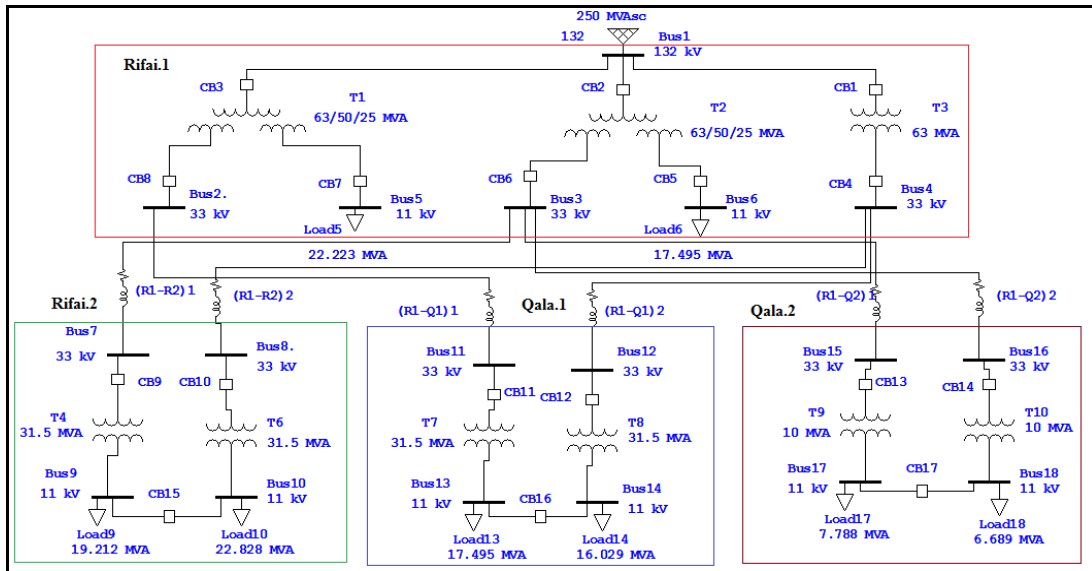 250 MVAsc
132
Bus1
132 kV
Rifai.1
CB3
CB2
CB1
T1
63/50/25 MVA
T2
63/50/25 MVA
T3
63 MVA
CB8
CB7
CB6
CB5
CB4
Bus2.
33 kV
Bus5
11 kV
Bus3
33 kV
Bus6
11 kV
Bus4
33 kV
Load5
22.223 MVA
Load6
17.495 MVA
(R1-R2)1
(R1-R2)2
(R1-Q1)1
(R1-Q1)2
(R1-Q2)1
(R1-Q2)2
Rifai.2
Qala.1
Qala.2
Bus7
33 kV
Bus8.
33 kV
Bus11
33 kV
Bus12
33 kV
Bus15
33 kV
Bus16
33 kV
CB9
CB10
CB11
CB12
CB13
CB14
T4
31.5 MVA
T6
31.5 MVA
T7
31.5 MVA
T8
31.5 MVA
T9
10 MVA
T10
10 MVA
Bus9
11 kV
CB15
Bus10
11 kV
Bus13
11 kV
CB16
Bus14
11 kV
Bus17
11 kV
CB17
Bus18
11 kV
Load9
19.212 MVA
Load10
22.828 MVA
Load13
17.495 MVA
Load14
16.029 MVA
Load17
7.788 MVA
Load18
6.689 MVA